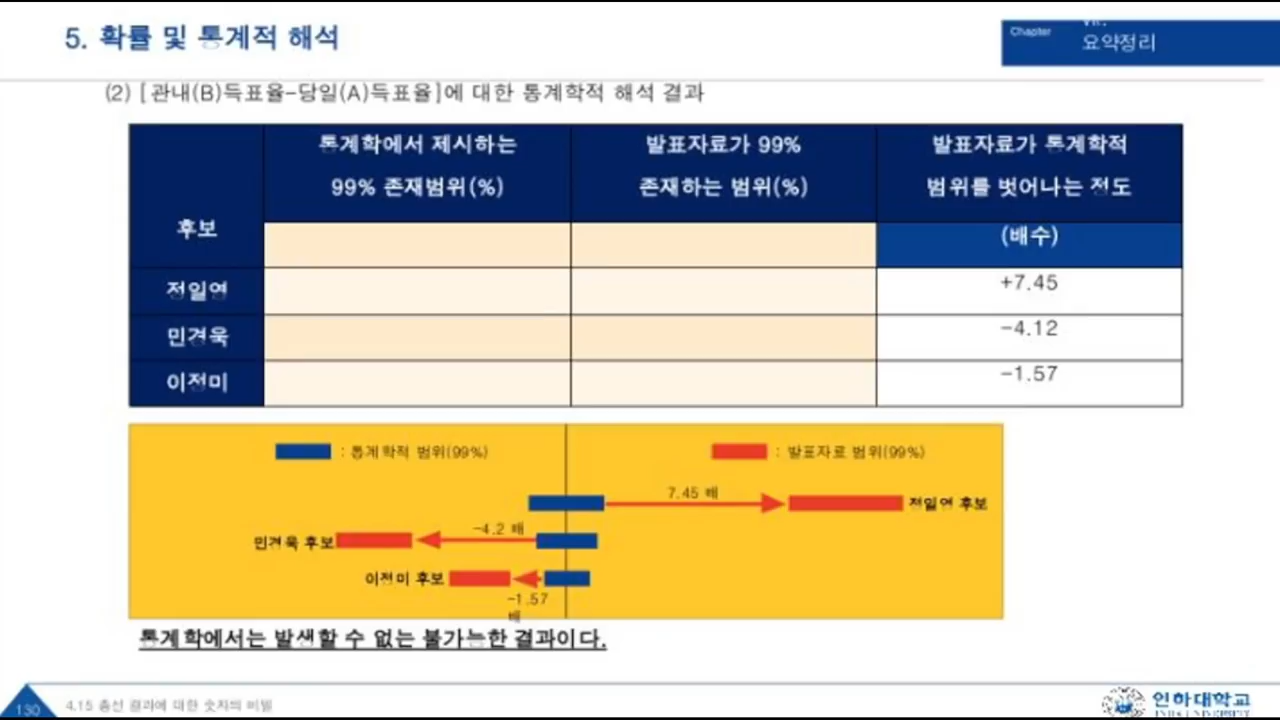 5. 확률 및 통계적 해석
Chapter
요약정리
(2) [관내(B)득표율-당일(A)득표율]에 대한 통계학적 해석 결과
후보
통계학에서 제시하는
99% 존재범위(%)
발표자료가 99%
존재하는 범위(%)
발표자료가 통계학적
범위를 벗어나는 정도
(배수)
정일영
+7.45
민경욱
-4.12
이정미
-1.57
: 통계학적 범위(99%)
: 발표자료 범위(99%)
7.45 배
정일영 후보
-4.2 배
민경욱 후보
이정미 후보
-1.57
배
통계학에서는 발생할 수 없는 불가능한 결과이다.
130
4.15 총선 결과에 대한 숫자의 비밀
인하대학교